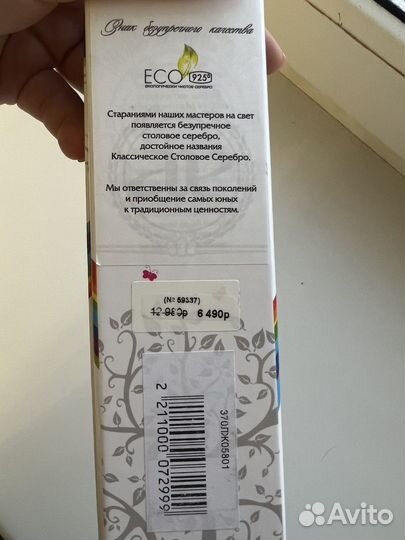 Знак безупречного качества
ECO 925°
ЭКОЛОГИЧЕСКИ ЧИСТОЕ СЕРЕБРО
Стараниями наших мастеров на свет
появляется безупречное
столовое серебро,
достойное названия
Классическое Столовое Серебро.
Мы ответственны за связь поколений
и приобщение самых юных
к традиционным ценностям.
(№ 59337)
12 980р 6 490р
2 211000 072999
370ЛЖ05801
Avito